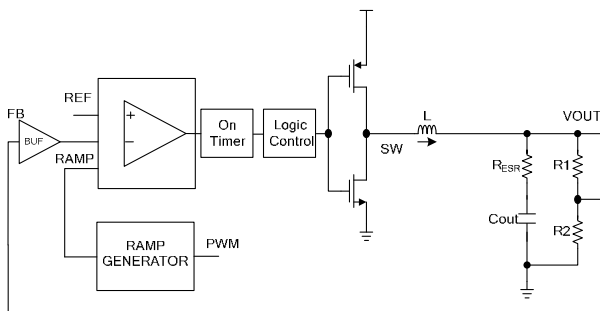 FB
BUF
REF
RAMP
+
−
On
Timer
Logic
Control
RAMP
GENERATOR
PWM
SW
L
VOUT
RESR
Cout
R1
R2